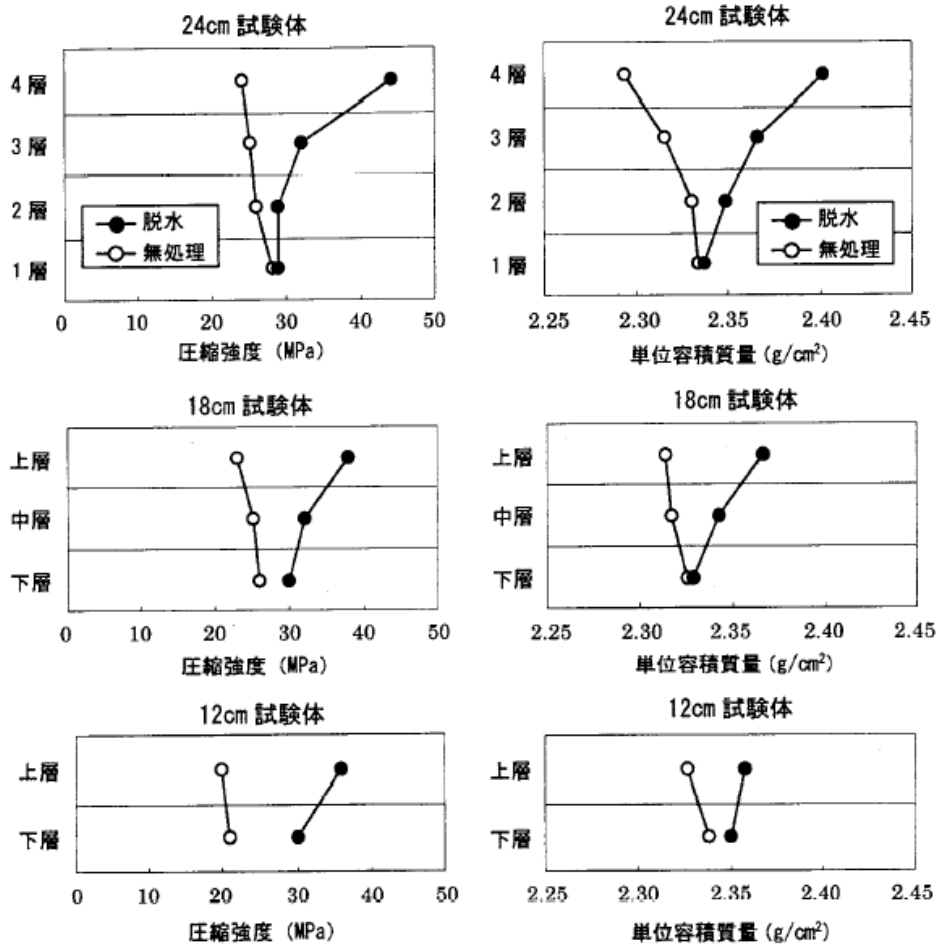 24cm 試験体
4層
3層
2層
1層
脱水
無処理
0 10 20 30 40 50
圧縮強度 (MPa)
24cm 試験体
4層
3層
2層
1層
脱水
無処理
2.25 2.30 2.35 2.40 2.45
単位容積質量 (g/cm²)
18cm 試験体
上層
中層
下層
0 10 20 30 40 50
圧縮強度 (MPa)
18cm 試験体
上層
中層
下層
2.25 2.30 2.35 2.40 2.45
単位容積質量 (g/cm²)
12cm 試験体
上層
下層
0 10 20 30 40 50
圧縮強度 (MPa)
12cm 試験体
上層
下層
2.25 2.30 2.35 2.40 2.45
単位容積質量 (g/cm²)